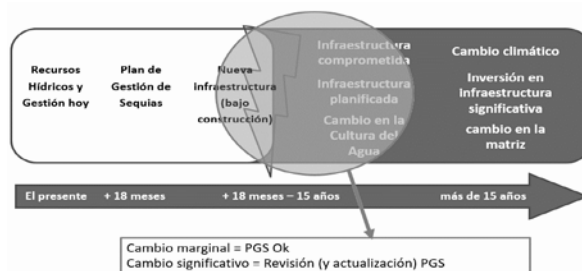 Recursos
Hídricos y
Gestión hoy
Plan de
Gestión de
Sequias
Nueva
infraestructura
(bajo
construcción)
Infraestructura
comprometida
Infraestructura
planificada
Cambio en la
Cultura del
Agua
Cambio climático
Inversión en
Infraestructura
significativa
cambio en la
matriz
El presente
+ 18 meses
+ 18 meses – 15 años
más de 15 años
Cambio marginal = PGS Ok
Cambio significativo = Revisión (y actualización) PGS